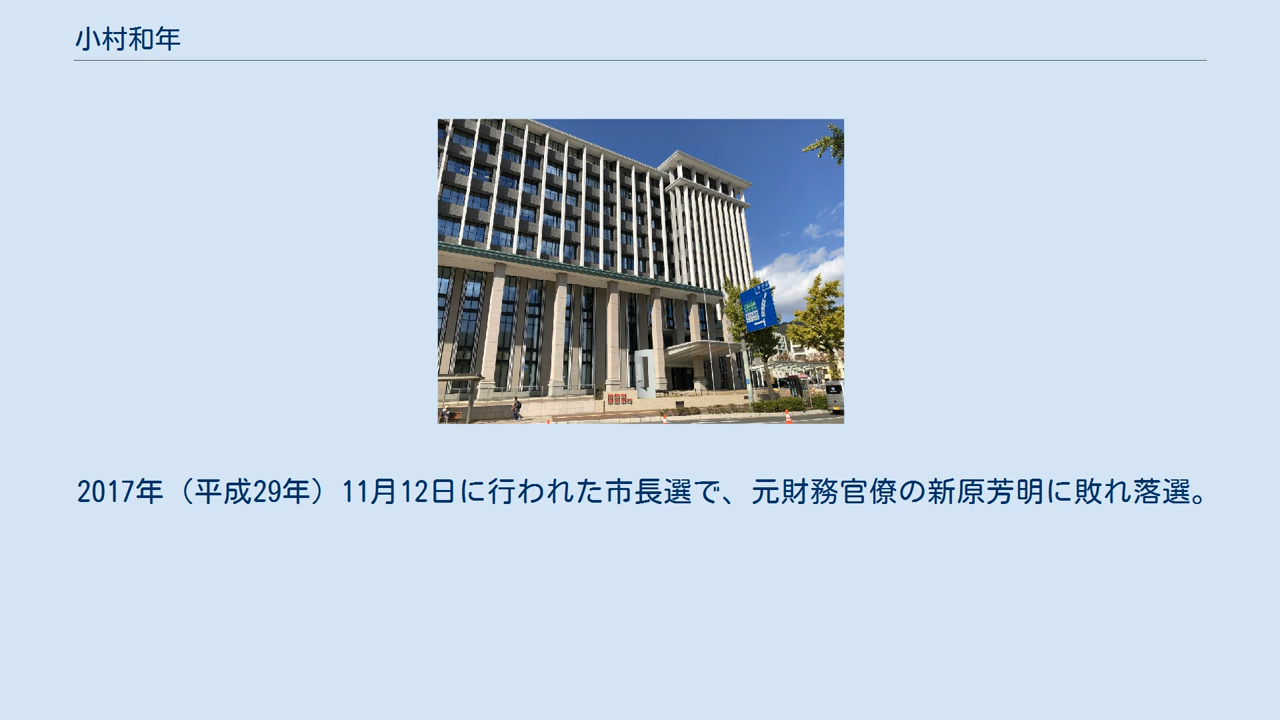 小村和年
2017年（平成29年）11月12日に行われた市長選で、元財務官僚の新原芳明に敗れ落選。